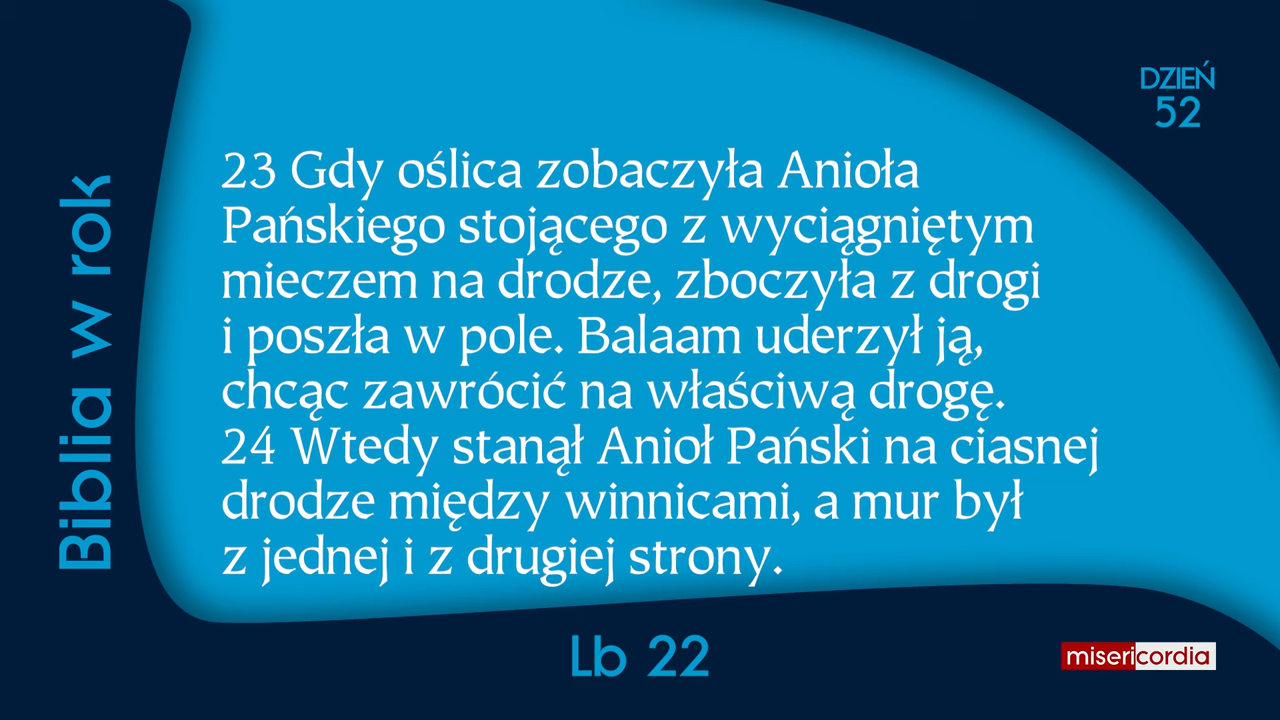 DZIEŃ
52
Biblia w rok
23 Gdy oślica zobaczyła Anioła
Pańskiego stojącego z wyciągniętym
mieczem na drodze, zboczyła z drogi
i poszła w pole. Balaam uderzył ją,
chcąc zawrócić na właściwą drogę.
24 Wtedy stanął Anioł Pański na ciasnej
drodze między winnicami, a mur był
z jednej i z drugiej strony.
Lb 22
misericordia